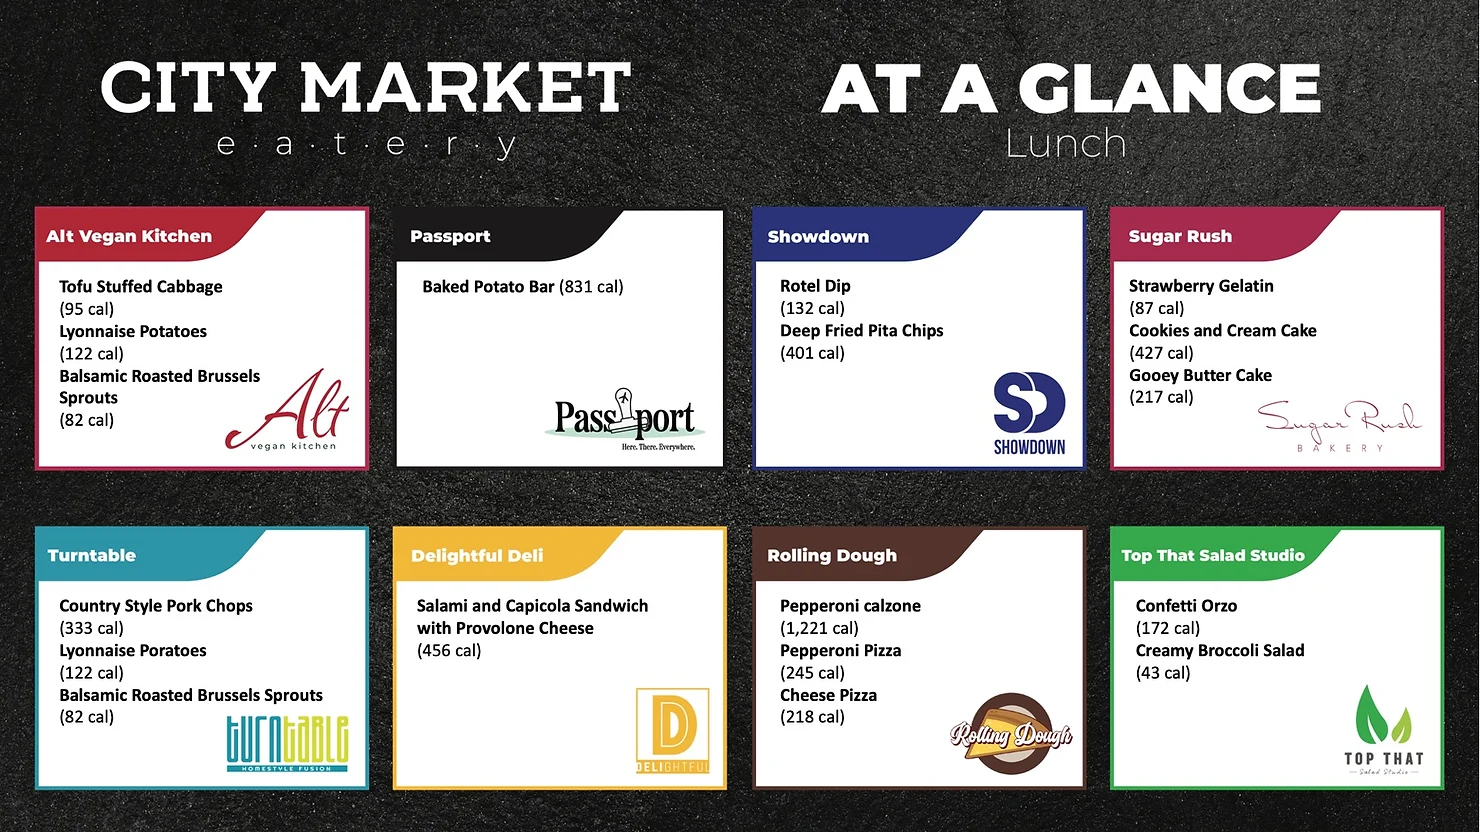 CITY MARKET
e·a·t·e·r·y
AT A GLANCE
Lunch
Alt Vegan Kitchen
Tofu Stuffed Cabbage
(95 cal)
Lyonnaise Potatoes
(122 cal)
Balsamic Roasted Brussels
Sprouts
(82 cal)
Alt
vegan kitchen
Passport
Baked Potato Bar (831 cal)
Passport
Here. There. Everywhere.
Showdown
Rotel Dip
(132 cal)
Deep Fried Pita Chips
(401 cal)
SD
SHOWDOWN
Sugar Rush
Strawberry Gelatin
(87 cal)
Cookies and Cream Cake
(427 cal)
Gooey Butter Cake
(217 cal)
Sugar Rush
BAKERY
Turntable
Country Style Pork Chops
(333 cal)
Lyonnaise Poratoes
(122 cal)
Balsamic Roasted Brussels Sprouts
(82 cal)
turntable
HOMESTYLE FUSION
Delightful Deli
Salami and Capicola Sandwich
with Provolone Cheese
(456 cal)
D
DELIGHTFUL
Rolling Dough
Pepperoni calzone
(1,221 cal)
Pepperoni Pizza
(245 cal)
Cheese Pizza
(218 cal)
Rolling Dough
Top That Salad Studio
Confetti Orzo
(172 cal)
Creamy Broccoli Salad
(43 cal)
TOP THAT
Salad Studio